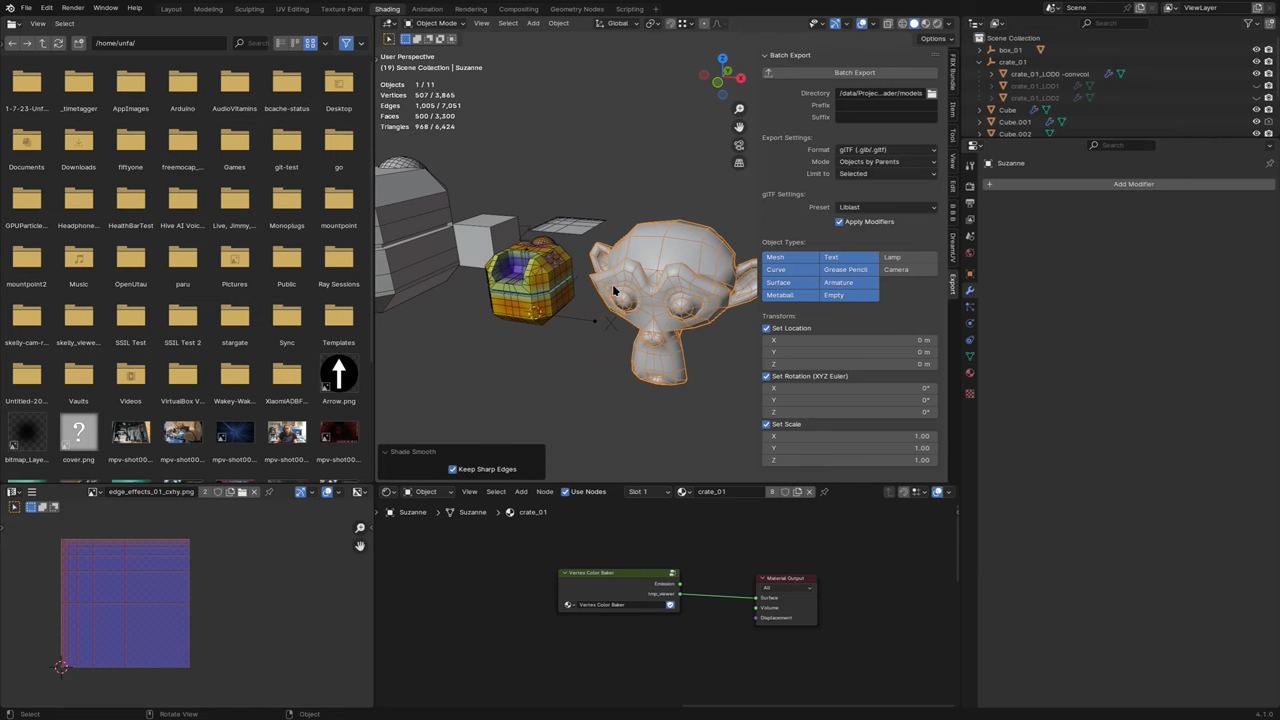 File Edit Render Window Help
Layout Modeling Sculpting UV Editing Texture Paint Shading Animation Rendering Compositing Geometry Nodes Scripting
Scene ViewLayer
View Select
/home/unfa/
Object Mode View Select Add Object Global
Options
1-7-23-Unf... _timetagger AppImages Arduino AudioVitamins bcache-status Desktop
Documents Downloads fiftyone freemocap_... Games git-test go
GPUParticle... Headphone... HealthBarTest Hive AI Voic... Live, Jimmy,... Monoplugs mountpoint
mountpoint2 Music OpenUtau paru Pictures Public Ray Sessions
skelly-cam-r... skelly_viewe... SSIL Test SSIL Test 2 stargate Sync Templates
Untitled-20... Vaults Videos VirtualBox V... Wakey-Wak... XiaomiADBF... Arrow.png
bitmap_Laye... cover.png mpv-shot00... mpv-shot00... mpv-shot00... mpv-shot00... mpv-shot00...
User Perspective
(19) Scene Collection | Suzanne
Objects 1 / 11
Vertices 507 / 3,865
Edges 1,005 / 7,051
Faces 500 / 3,300
Triangles 968 / 6,424
Shade Smooth
Keep Sharp Edges
Batch Export
Batch Export
Directory /data/Projec...ader/models
Prefix
Suffix
Export Settings:
Format glTF (.glb/.gltf)
Mode Objects by Parents
Limit to Selected
glTF Settings:
Preset Liblast
Apply Modifiers
Object Types:
Mesh Text Lamp
Curve Grease Pencil Camera
Surface Armature
Metaball Empty
Transform:
Set Location
X 0 m
Y 0 m
Z 0 m
Set Rotation (XYZ Euler)
X 0°
Y 0°
Z 0°
Set Scale
X 1.00
Y 1.00
Z 1.00
FBX Bundle
Item
Tool
View
Edit
B B B
DreamUV
Export
Search
Scene Collection
box_01
crate_01
crate_01_LOD0 -convcol
crate_01_LOD1
crate_01_LOD2
Cube
Cube.001
Cube.002
Search
Suzanne
Add Modifier
edge_effects_01_cxhy.png 2
Object View Select Add Node Use Nodes Slot 1 crate_01 8
Suzanne Suzanne crate_01
Vertex Color Baker
Emission
tmp_viewer
Vertex Color Baker
Material Output
All
Surface
Volume
Displacement
Select Rotate View Object 4.1.0